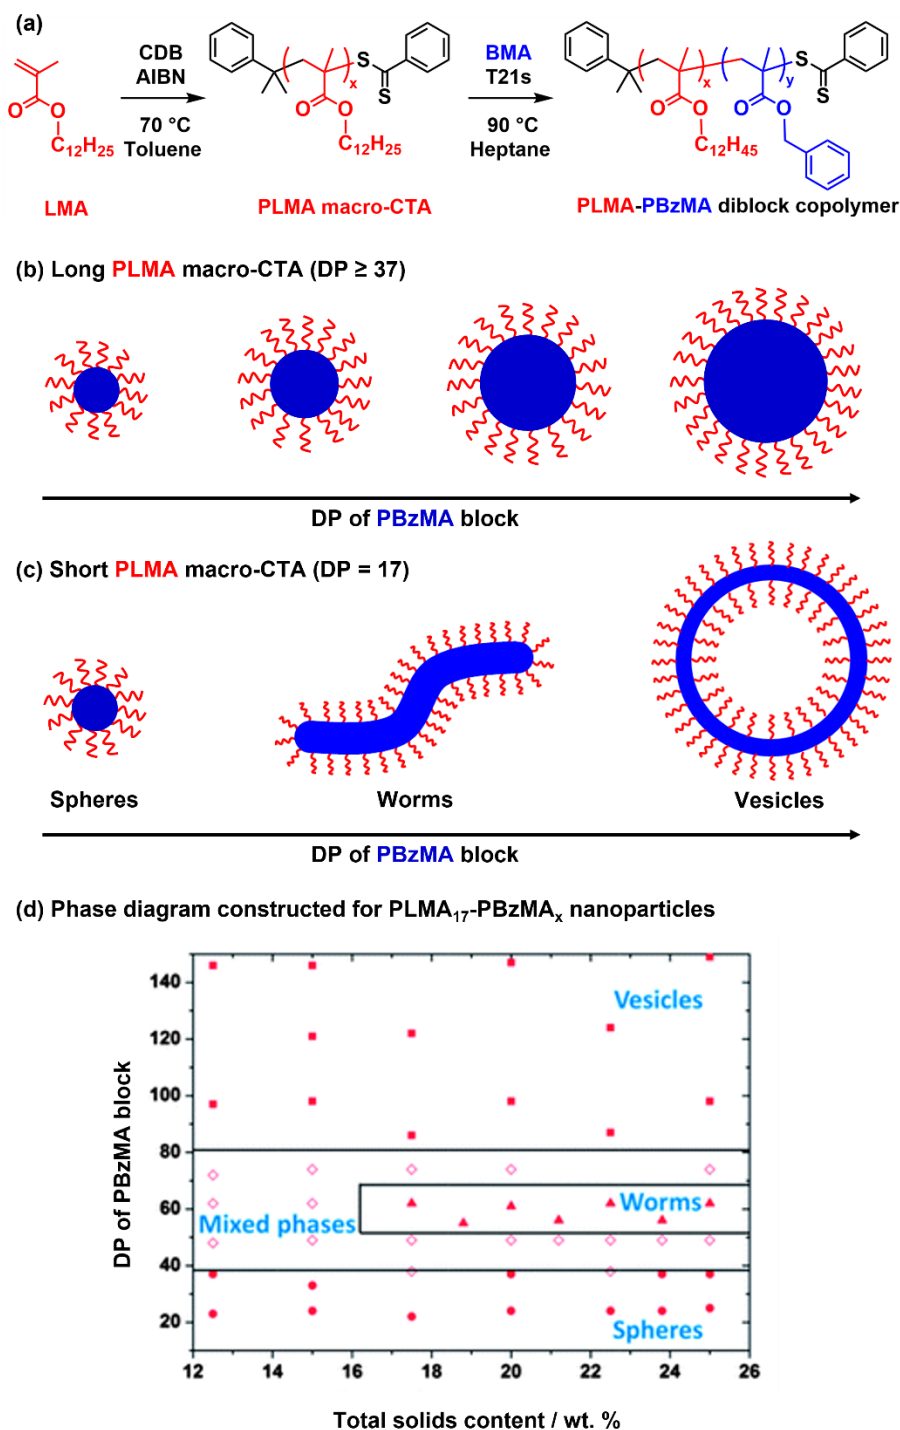 (a)
CDB
AIBN
70 °C
Toluene
BMA
T21s
90 °C
Heptane
O
O
C₁₂H₂₅
x
S
S
O
O
C₁₂H₂₅
x
y
S
S
O
O
O
O
C₁₂H₄₅
LMA
PLMA macro-CTA
PLMA-PBzMA diblock copolymer
(b) Long PLMA macro-CTA (DP ≥ 37)
DP of PBzMA block
(c) Short PLMA macro-CTA (DP = 17)
Spheres
Worms
Vesicles
DP of PBzMA block
(d) Phase diagram constructed for PLMA₁₇-PBzMAₓ nanoparticles
DP of PBzMA block
140
120
100
80
60
40
20
Vesicles
Worms
Mixed phases
Spheres
12 14 16 18 20 22 24 26
Total solids content / wt. %